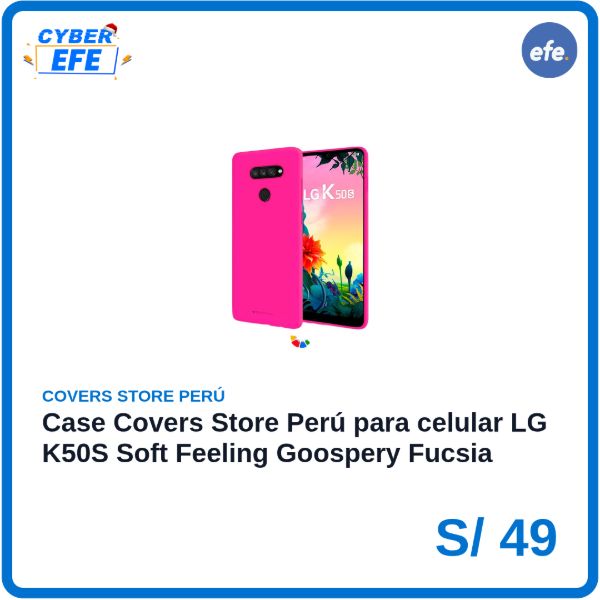 CYBER
EFE
efe.
LG K50S
COVERS STORE PERÚ
Case Covers Store Perú para celular LG
K50S Soft Feeling Goospery Fucsia
S/ 49